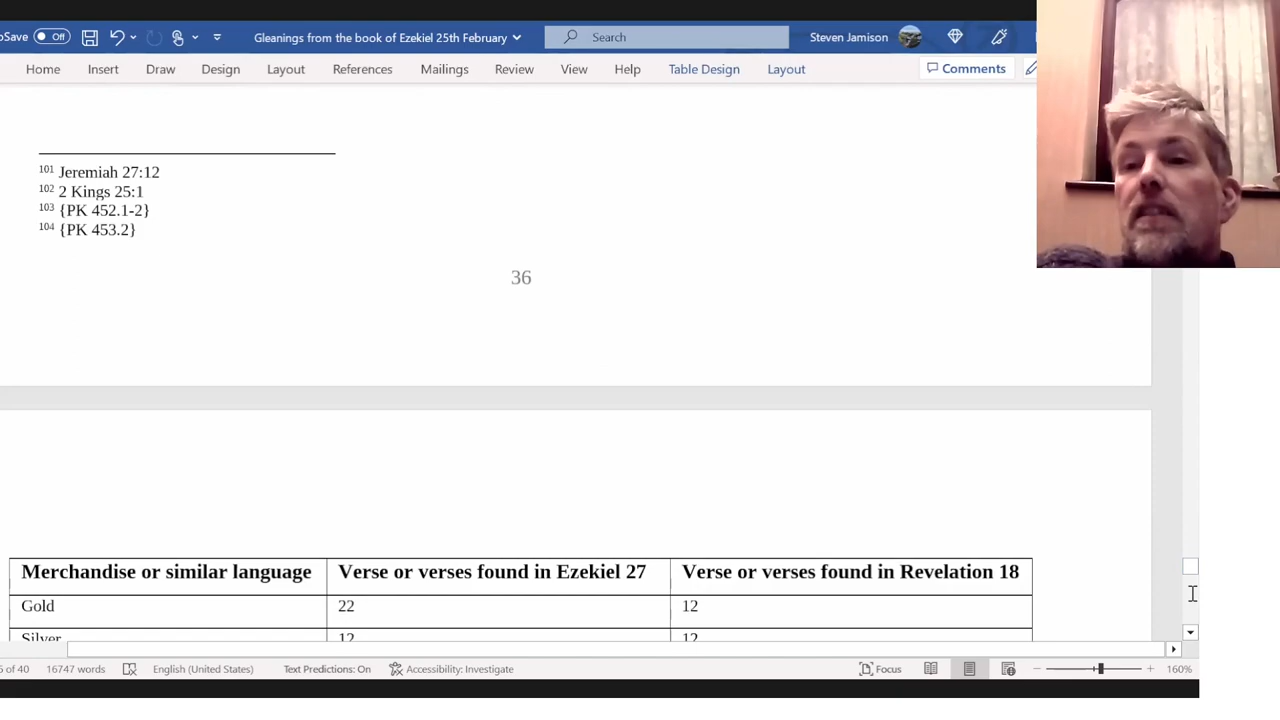 oSave Off Gleanings from the book of Ezekiel 25th February Search Steven Jamison
Home Insert Draw Design Layout References Mailings Review View Help Table Design Layout Comments
101 Jeremiah 27:12
102 2 Kings 25:1
103 {PK 452.1-2}
104 {PK 453.2}
36
Merchandise or similar language Verse or verses found in Ezekiel 27 Verse or verses found in Revelation 18
Gold 22 12
Silver 12 12
of 40 16747 words English (United States) Text Predictions: On Accessibility: Investigate Focus 160%